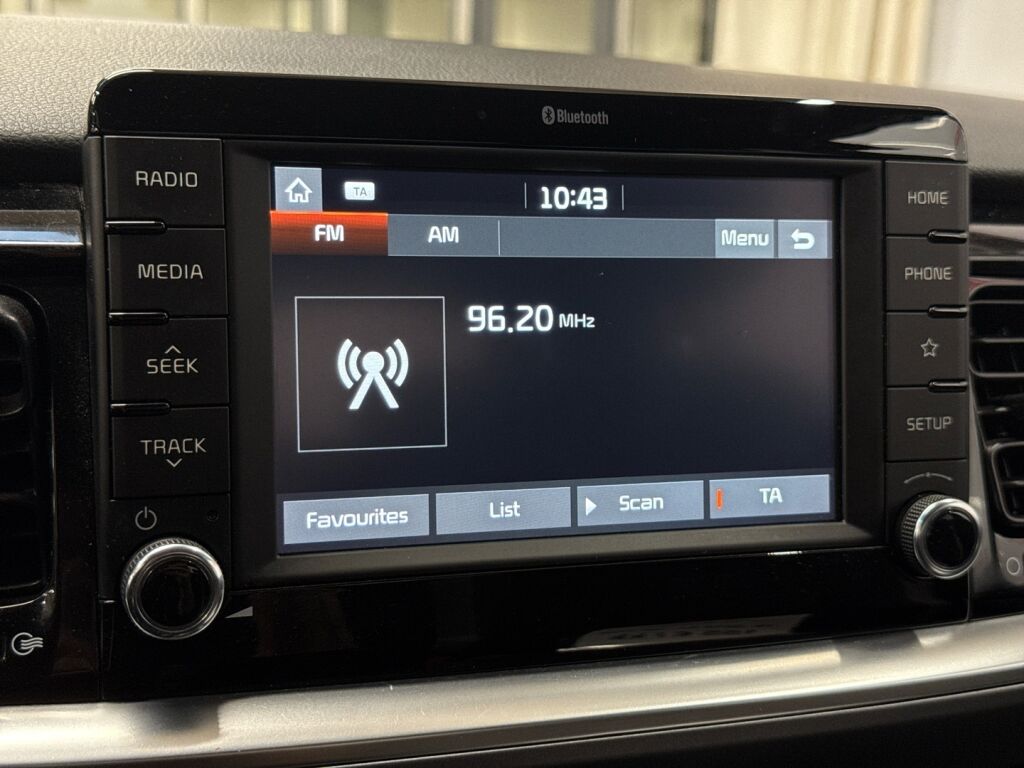 Bluetooth
RADIO
MEDIA
SEEK
TRACK
TA
10:43
FM
AM
Menu
96.20 MHz
Favourites
List
Scan
TA
HOME
PHONE
SETUP